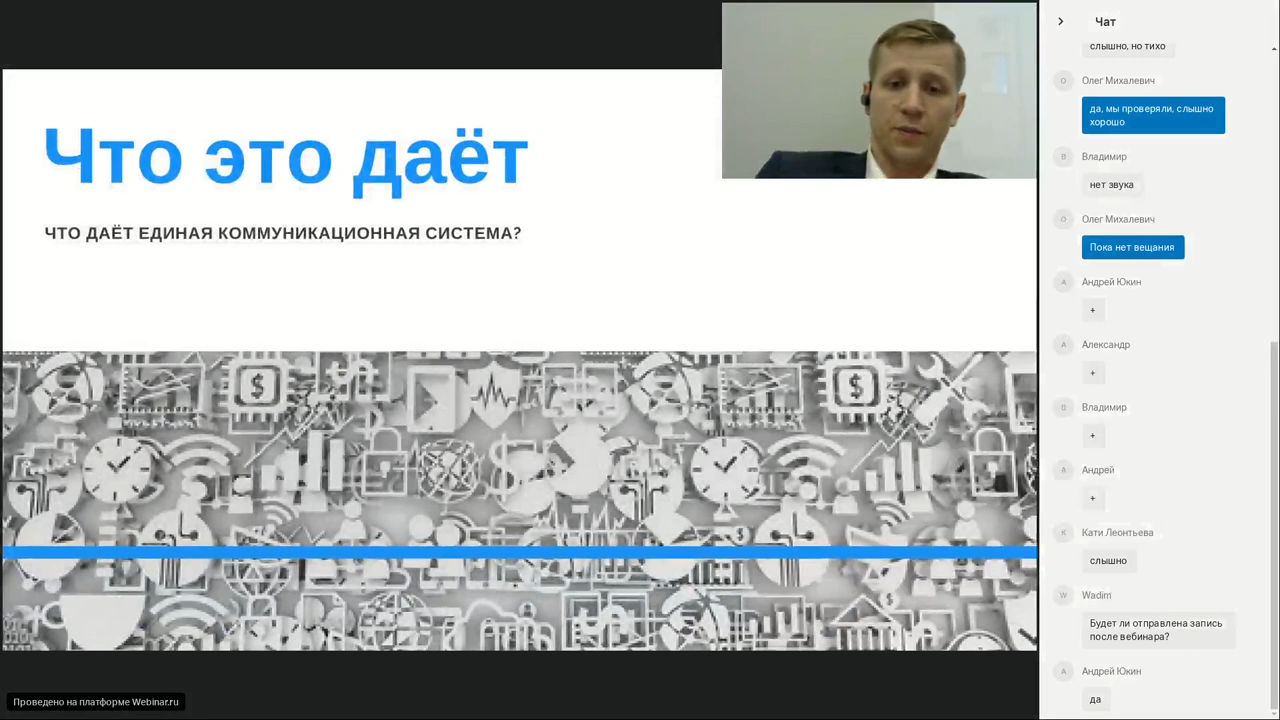 Что это даёт
ЧТО ДАЁТ ЕДИНАЯ КОММУНИКАЦИОННАЯ СИСТЕМА?
Проведено на платформе Webinar.ru
Чат
слышно, но тихо
О
Олег Михалевич
да, мы проверяли, слышно
хорошо
В
Владимир
нет звука
О
Олег Михалевич
Пока нет вещания
А
Андрей Юкин
+
А
Александр
+
В
Владимир
+
А
Андрей
+
К
Кати Леонтьева
слышно
W
Wadim
Будет ли отправлена запись
после вебинара?
А
Андрей Юкин
да